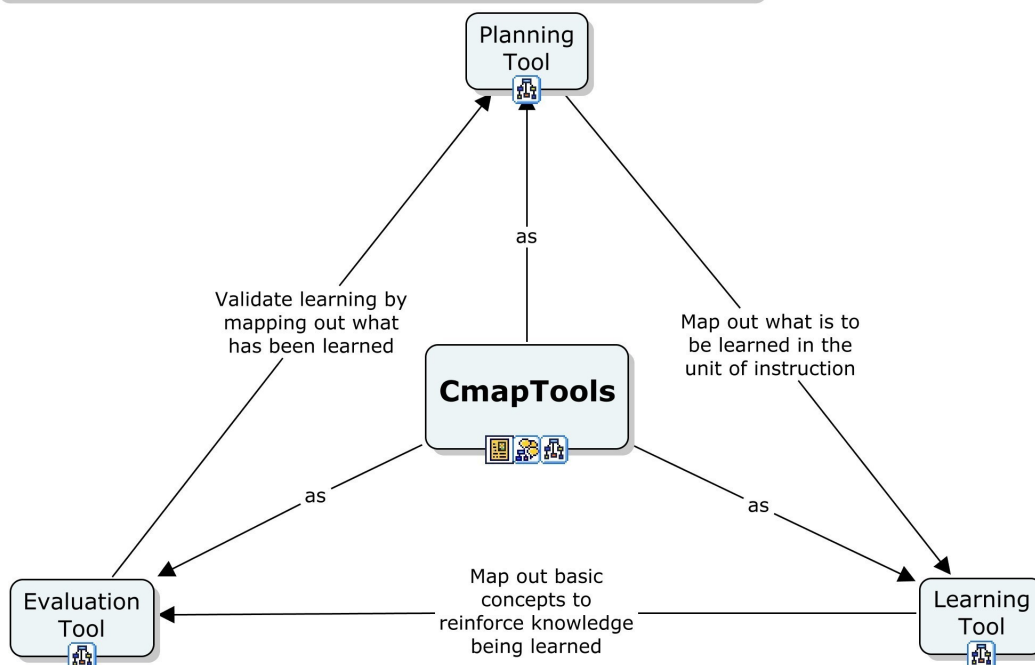 Planning
Tool
as
Validate learning by
mapping out what
has been learned
Map out what is to
be learned in the
unit of instruction
CmapTools
as
as
Evaluation
Tool
Map out basic
concepts to
reinforce knowledge
being learned
Learning
Tool